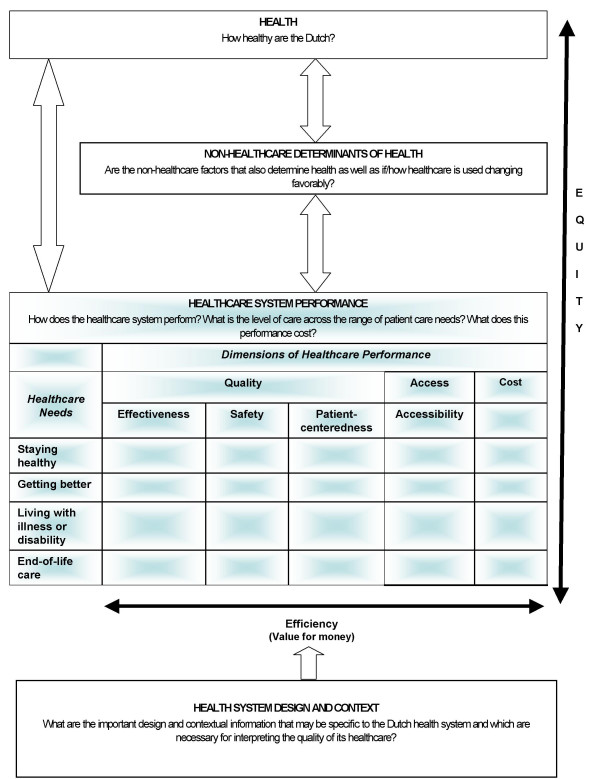 HEALTH
How healthy are the Dutch?
NON-HEALTHCARE DETERMINANTS OF HEALTH
Are the non-healthcare factors that also determine health as well as if/how healthcare is used changing
favorably?
E
Q
U
I
T
Y
HEALTHCARE SYSTEM PERFORMANCE
How does the healthcare system perform? What is the level of care across the range of patient care needs? What does this
performance cost?
Dimensions of Healthcare Performance
Healthcare
Needs
Quality
Access
Cost
Effectiveness
Safety
Patient-
centeredness
Accessibility
Staying
healthy
Getting better
Living with
illness or
disability
End-of-life
care
Efficiency
(Value for money)
HEALTH SYSTEM DESIGN AND CONTEXT
What are the important design and contextual information that may be specific to the Dutch health system and which are
necessary for interpreting the quality of its healthcare?